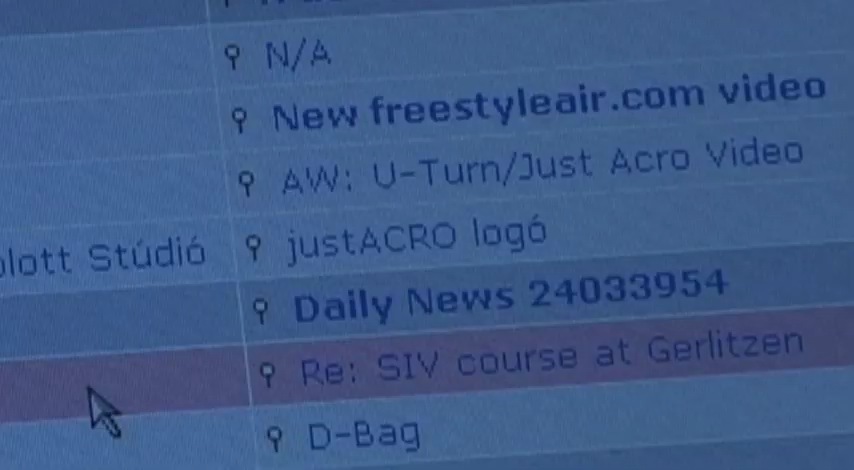 N/A
New freestyleair.com video
AW: U-Turn/Just Acro Video
Stúdió justACRO logó
Daily News 24033954
Re: SIV course at Gerlitzen
D-Bag